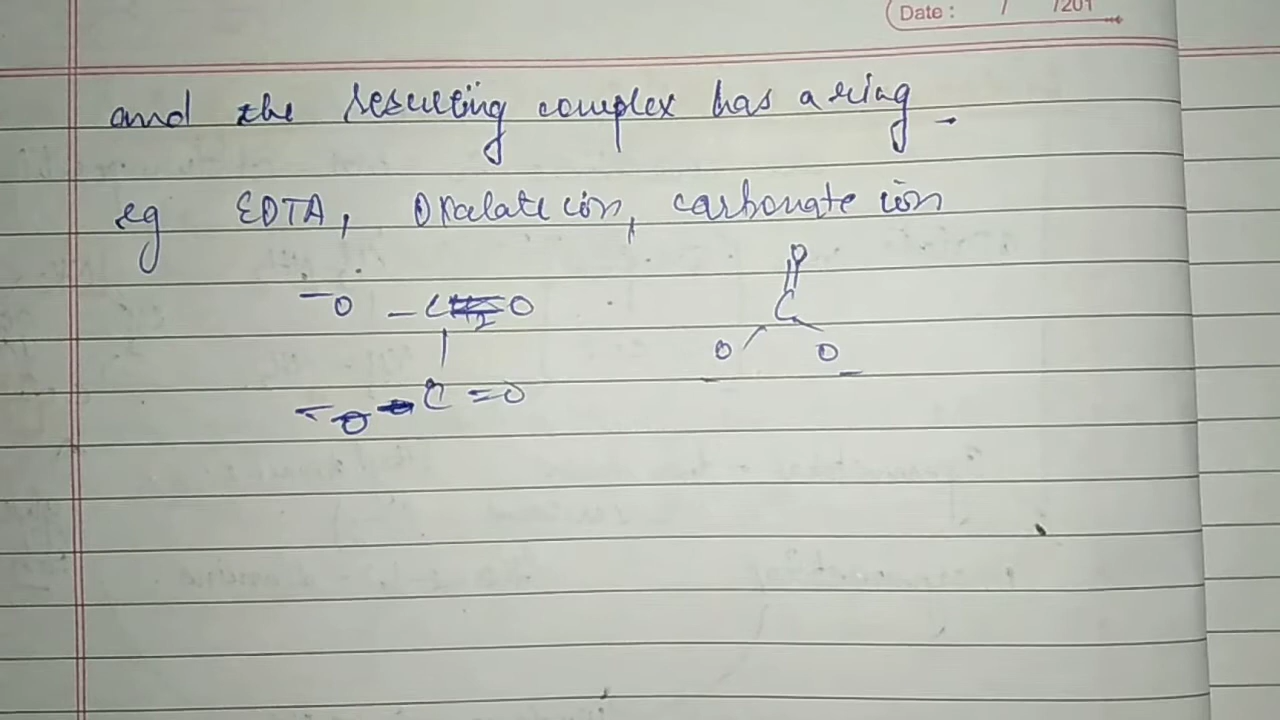 Date : / /201
and the resulting complex has a ring -
eg EDTA, Oxalate ion, carbonate ion
O
-O - C=O
C
O O
- -
-O-C=O